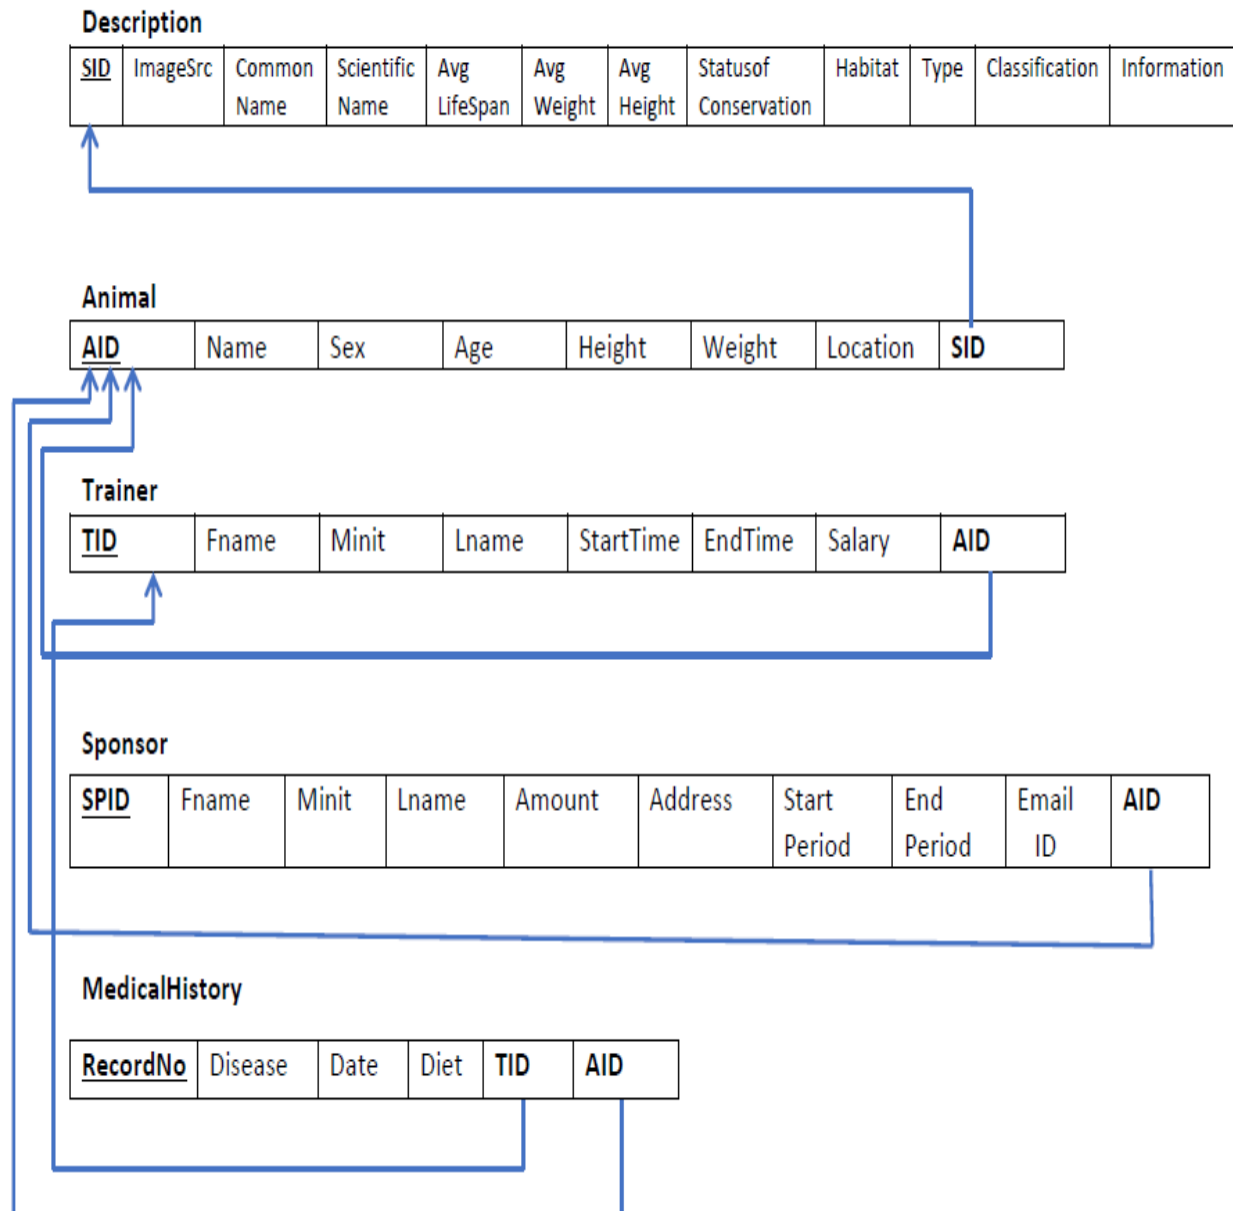 Description
SID ImageSrc Common Scientific Avg Avg Avg Statusof Habitat Type Classification Information
Name Name LifeSpan Weight Height Conservation
Animal
AID Name Sex Age Height Weight Location SID
Trainer
TID Fname Minit Lname StartTime EndTime Salary AID
Sponsor
SPID Fname Minit Lname Amount Address Start End Email AID
Period Period ID
MedicalHistory
RecordNo Disease Date Diet TID AID